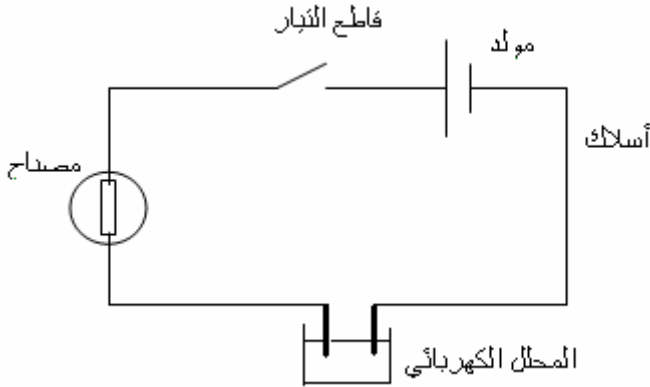 قاطع التيار
مولد
أسلاك
مصباح
المحلل الكهربائي